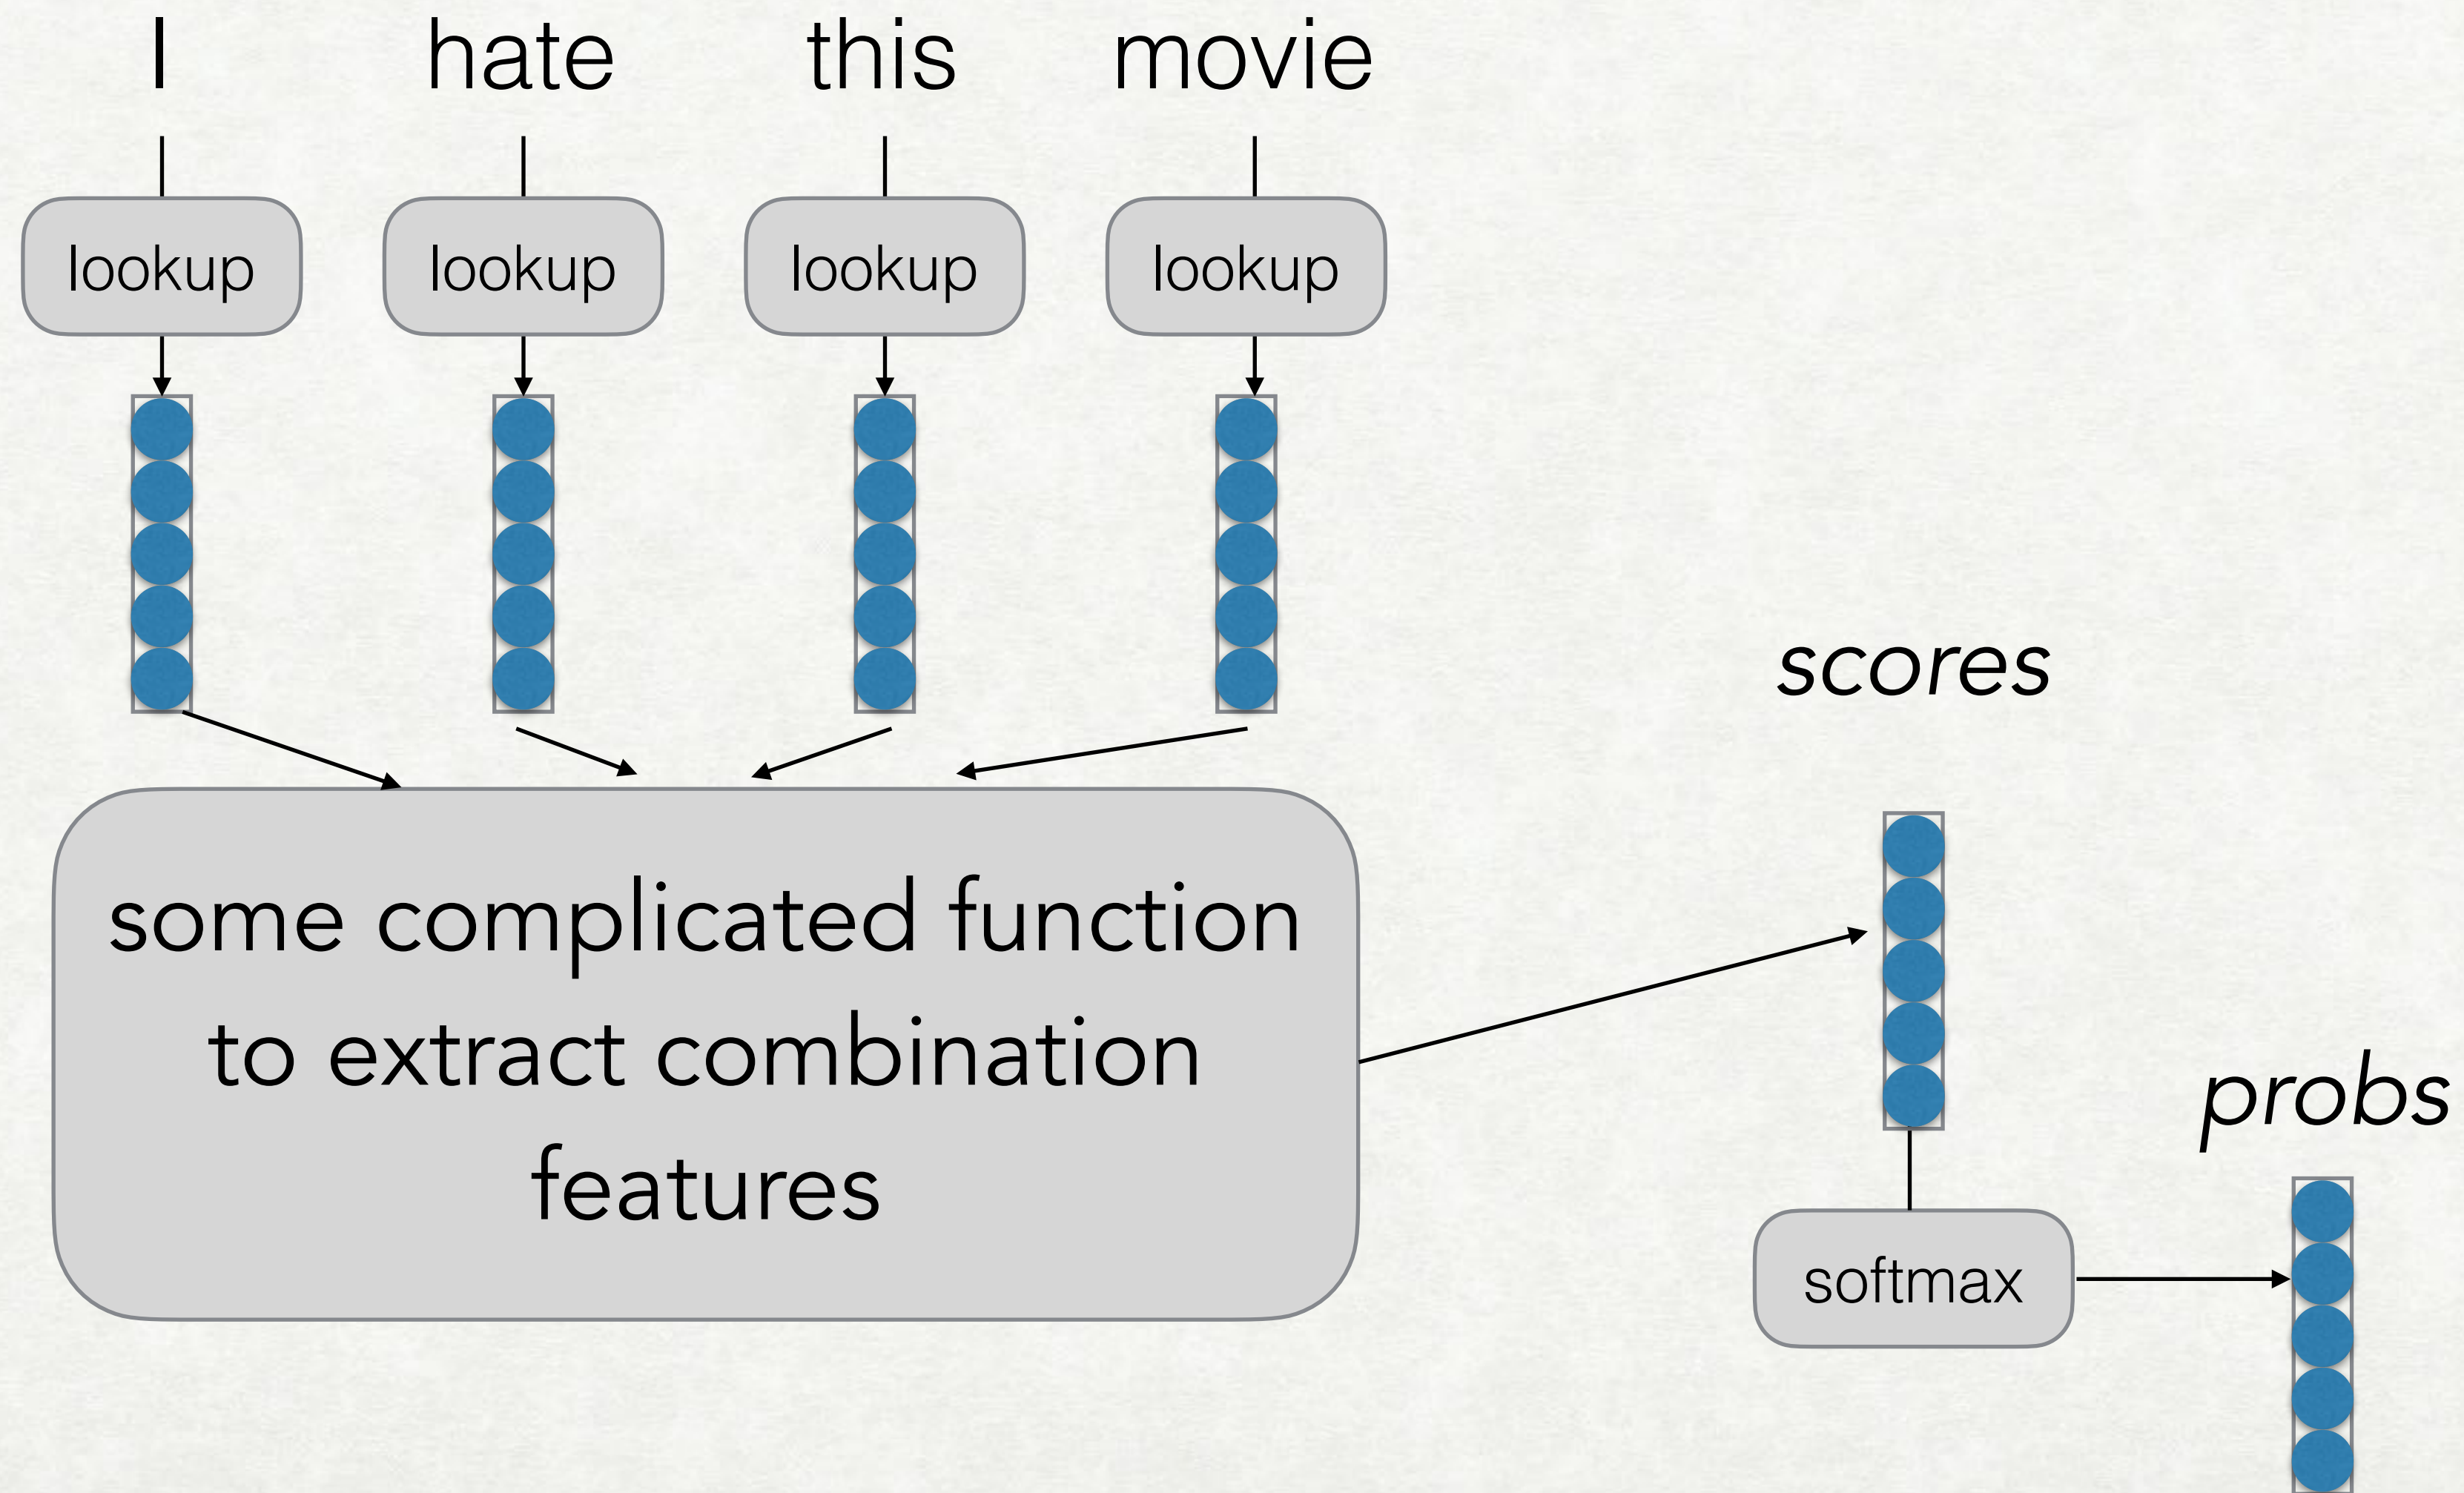 I hate this movie
lookup lookup lookup lookup
scores
some complicated function
to extract combination
features
probs
softmax